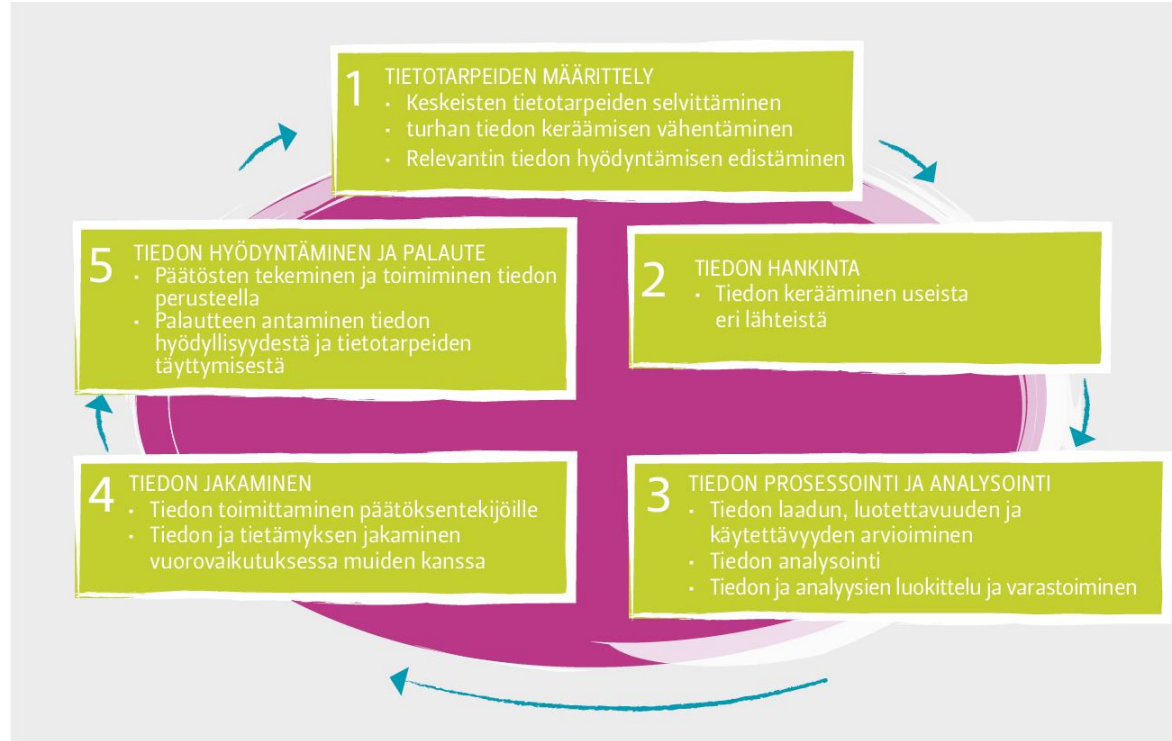 1 TIETOTARPEIDEN MÄÄRITTELY
• Keskeisten tietotarpeiden selvittäminen
• turhan tiedon keräämisen vähentäminen
• Relevantin tiedon hyödyntämisen edistäminen
2 TIEDON HANKINTA
• Tiedon kerääminen useista
eri lähteistä
3 TIEDON PROSESSOINTI JA ANALYSOINTI
• Tiedon laadun, luotettavuuden ja
käytettävyyden arvioiminen
• Tiedon analysointi
• Tiedon ja analyysien luokittelu ja varastoiminen
4 TIEDON JAKAMINEN
• Tiedon toimittaminen päätöksentekijöille
• Tiedon ja tietämyksen jakaminen
vuorovaikutuksessa muiden kanssa
5 TIEDON HYÖDYNTÄMINEN JA PALAUTE
• Päätösten tekeminen ja toimiminen tiedon
perusteella
• Palautteen antaminen tiedon
hyödyllisyydestä ja tietotarpeiden
täyttymisestä